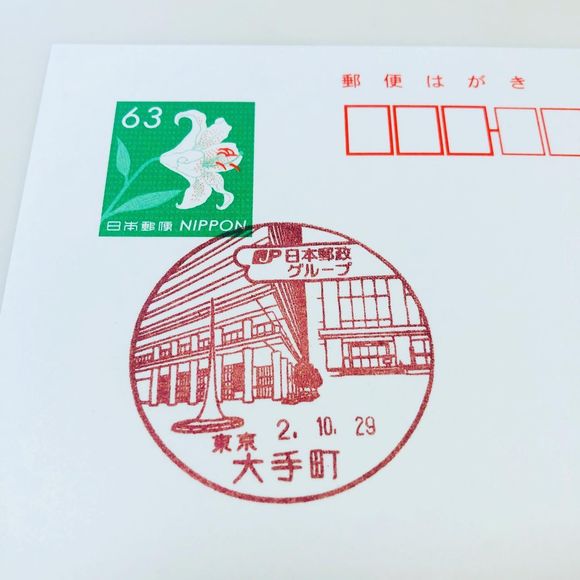 郵便はがき
63
日本郵便 NIPPON
JP 日本郵政
グループ
東京 2.10.29
大手町